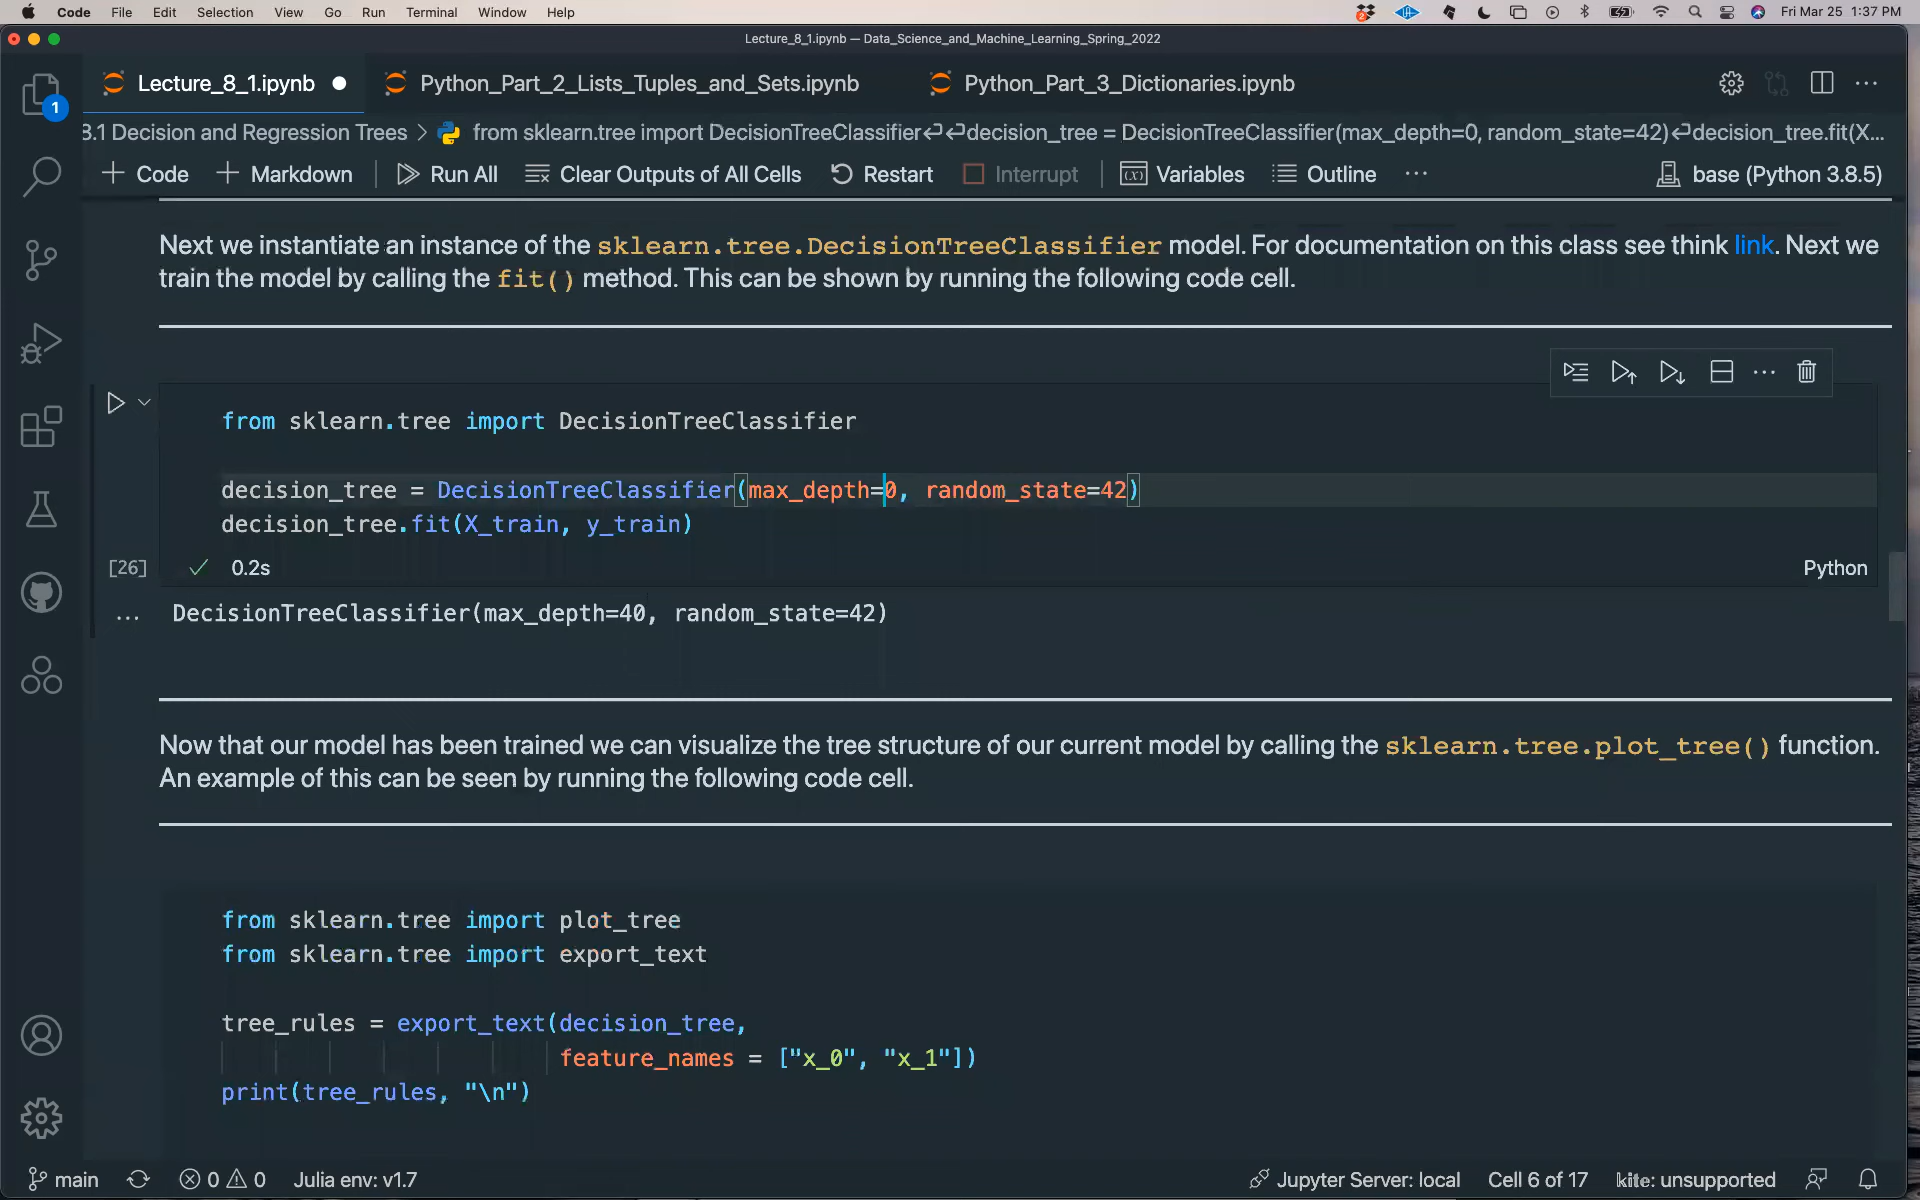 Code File Edit Selection View Go Run Terminal Window Help
2
Fri Mar 25 1:37 PM
Lecture_8_1.ipynb — Data_Science_and_Machine_Learning_Spring_2022
Lecture_8_1.ipynb Python_Part_2_Lists_Tuples_and_Sets.ipynb Python_Part_3_Dictionaries.ipynb
1
8.1 Decision and Regression Trees > from sklearn.tree import DecisionTreeClassifier↵↵decision_tree = DecisionTreeClassifier(max_depth=0, random_state=42)↵decision_tree.fit(X...
+ Code + Markdown Run All Clear Outputs of All Cells Restart Interrupt (x) Variables Outline ··· base (Python 3.8.5)
Next we instantiate an instance of the sklearn.tree.DecisionTreeClassifier model. For documentation on this class see think link. Next we
train the model by calling the fit() method. This can be shown by running the following code cell.
from sklearn.tree import DecisionTreeClassifier
decision_tree = DecisionTreeClassifier(max_depth=0, random_state=42)
decision_tree.fit(X_train, y_train)
[26] ✓ 0.2s Python
... DecisionTreeClassifier(max_depth=40, random_state=42)
Now that our model has been trained we can visualize the tree structure of our current model by calling the sklearn.tree.plot_tree() function.
An example of this can be seen by running the following code cell.
from sklearn.tree import plot_tree
from sklearn.tree import export_text
tree_rules = export_text(decision_tree,
feature_names = ["x_0", "x_1"])
print(tree_rules, "\n")
main 0 0 Julia env: v1.7 Jupyter Server: local Cell 6 of 17 kite: unsupported